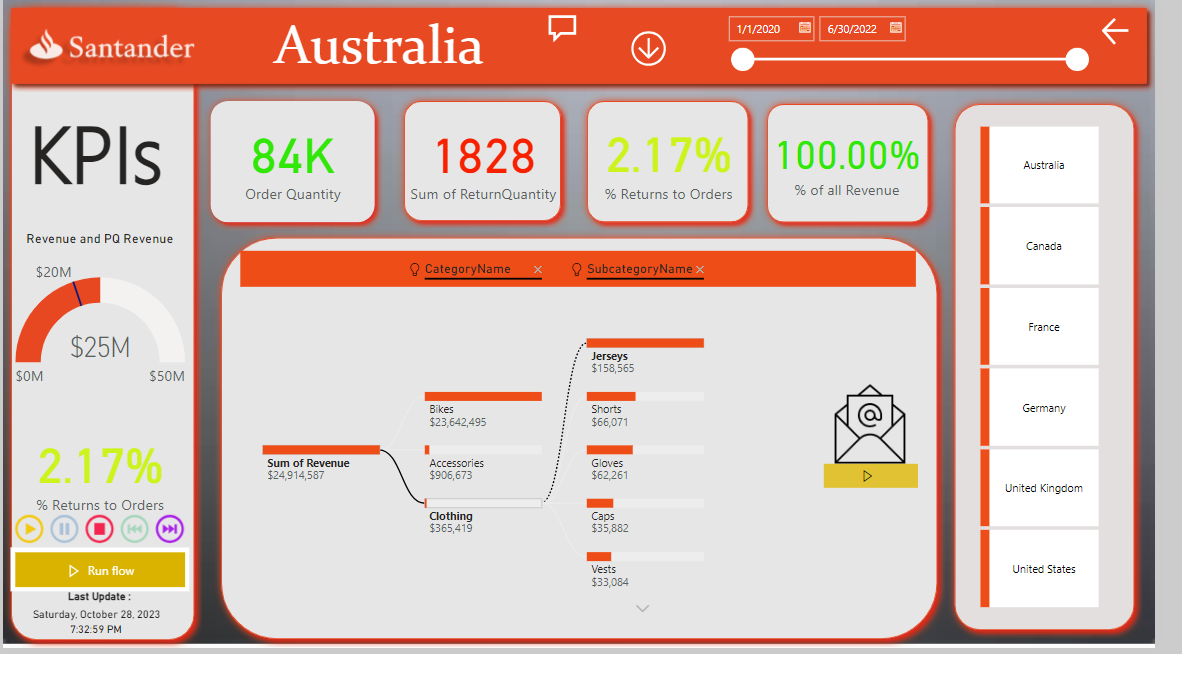 Santander
Australia
1/1/2020
6/30/2022
KPIs
Revenue and PQ Revenue
$20M
$25M
$0M
$50M
2.17%
% Returns to Orders
Run flow
Last Update :
Saturday, October 28, 2023
7:32:59 PM
84K
Order Quantity
1828
Sum of ReturnQuantity
2.17%
% Returns to Orders
100.00%
% of all Revenue
CategoryName
SubcategoryName
Sum of Revenue
$24,914,587
Bikes
$23,642,495
Accessories
$906,673
Clothing
$365,419
Jerseys
$158,565
Shorts
$66,071
Gloves
$62,261
Caps
$35,882
Vests
$33,084
@
Australia
Canada
France
Germany
United Kingdom
United States